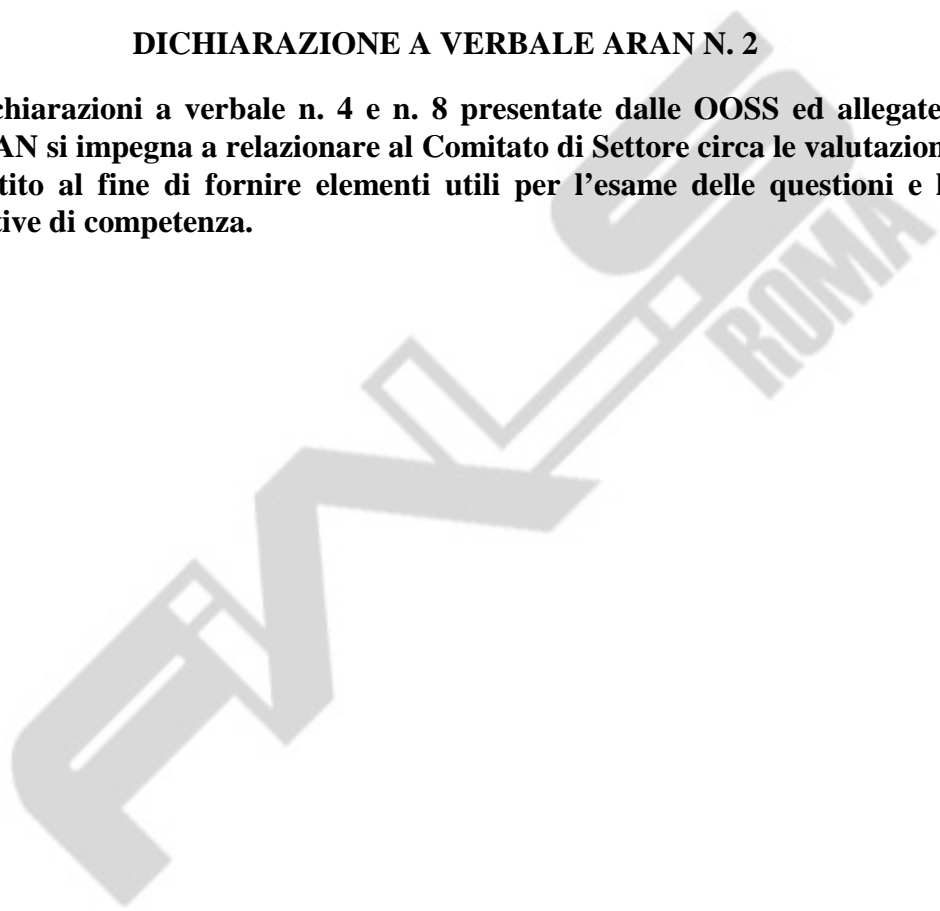 DICHIARAZIONE A VERBALE ARAN N. 2
chiarazioni a verbale n. 4 e n. 8 presentate dalle OOSS ed allegate
AN si impegna a relazionare al Comitato di Settore circa le valutazion
tito al fine di fornire elementi utili per l’esame delle questioni e l
tive di competenza.
FIALS
ROMA